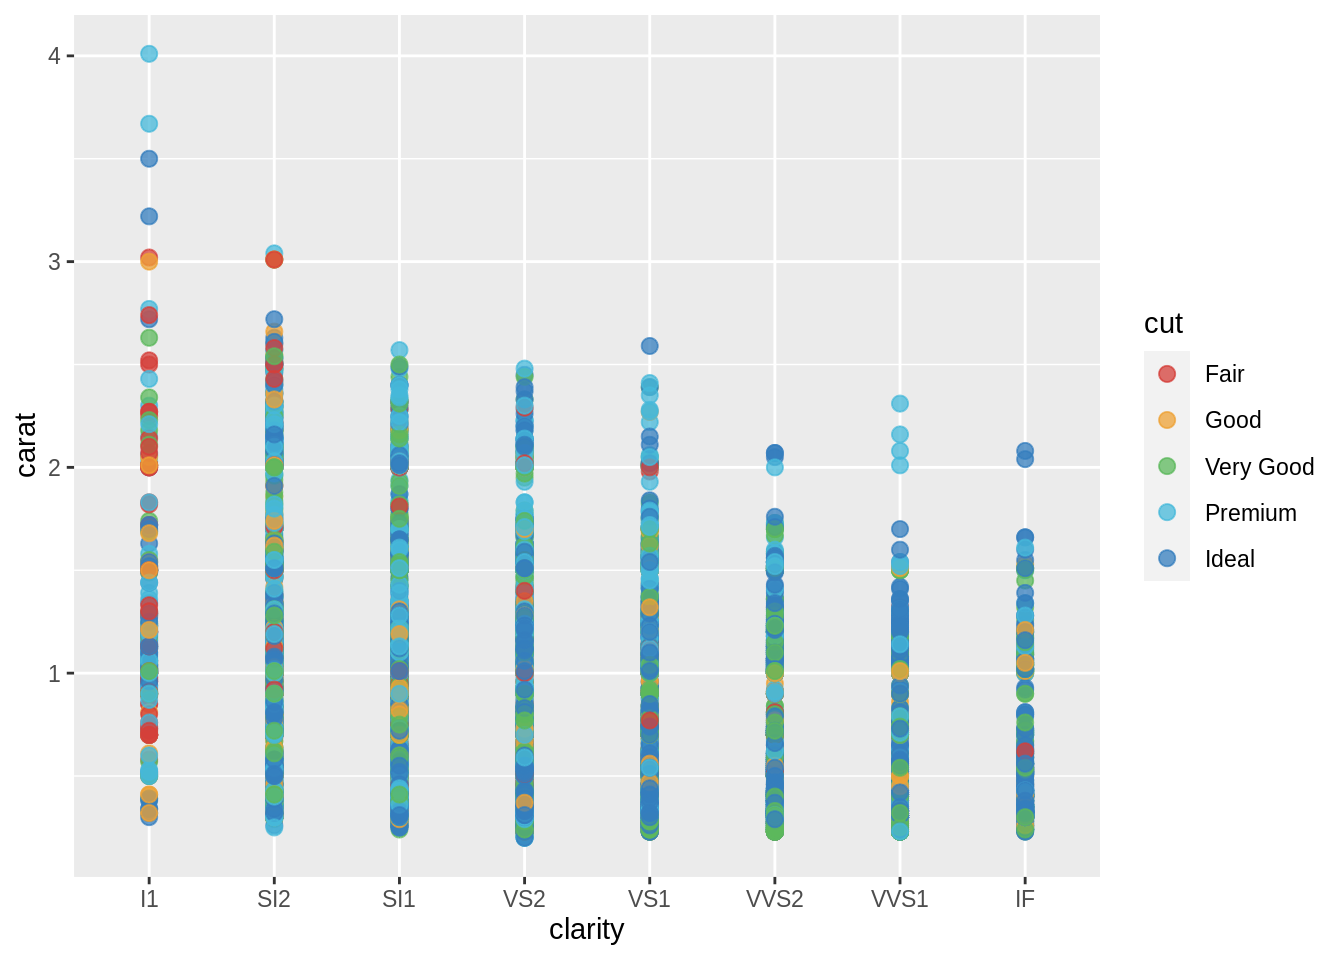 4
3
2
1
carat
I1 SI2 SI1 VS2 VS1 VVS2 VVS1 IF
clarity
cut
Fair
Good
Very Good
Premium
Ideal